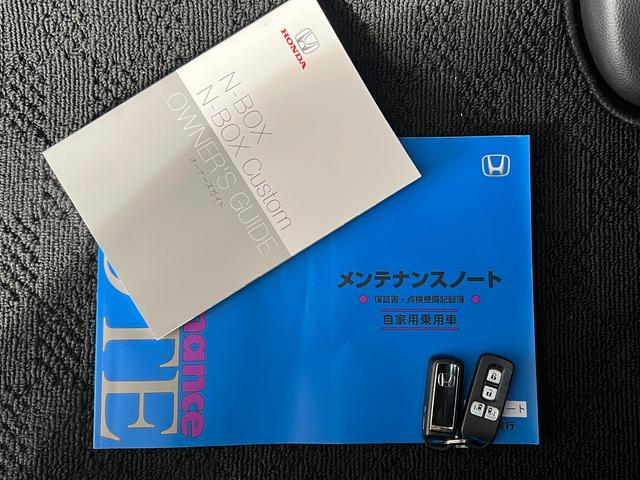 HONDA
N-BOX
N-BOX Custom
OWNER'S GUIDE
オーナーズガイド
メンテナンスノート
保証書・点検整備記録簿
自家用乗用車